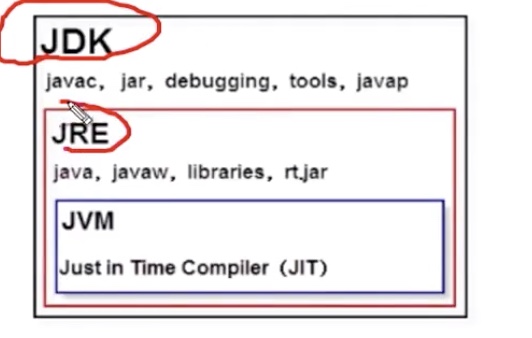 JDK
javac, jar, debugging, tools, javap
JRE
java, javaw, libraries, rt.jar
JVM
Just in Time Compiler (JIT)